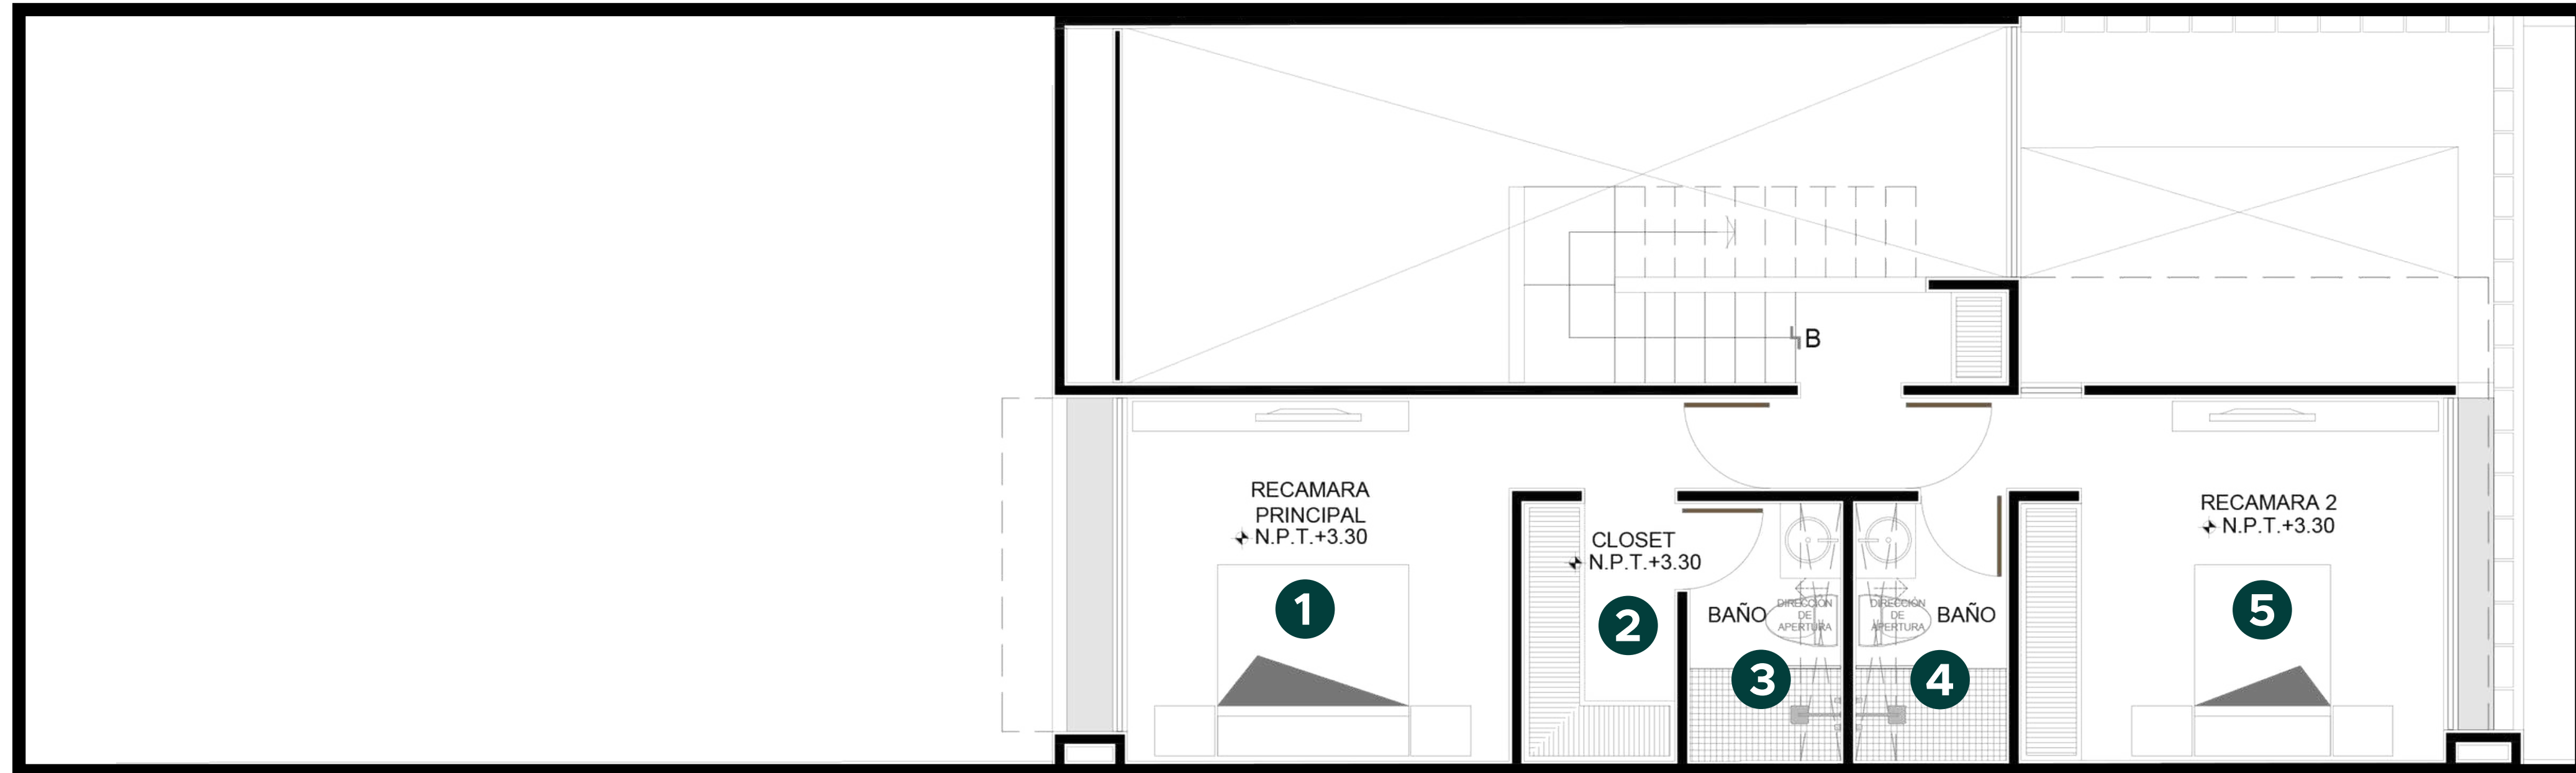 B
RECAMARA
PRINCIPAL
N.P.T.+3.30
1
CLOSET
N.P.T.+3.30
2
BAÑO
DIRECCIÓN
DE
APERTURA
3
DIRECCIÓN
DE
APERTURA
BAÑO
4
RECAMARA 2
N.P.T.+3.30
5